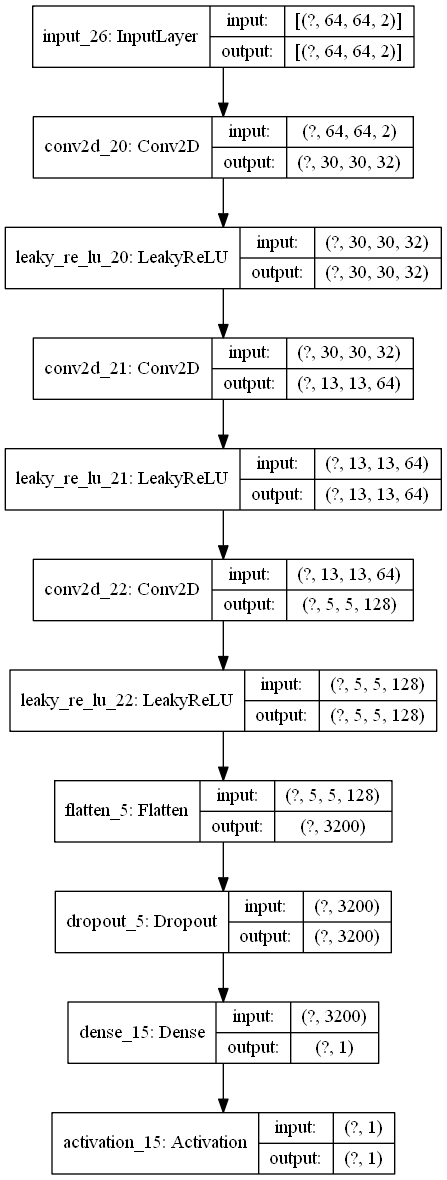 input_26: InputLayer
input: [(?, 64, 64, 2)]
output: [(?, 64, 64, 2)]
conv2d_20: Conv2D
input: (?, 64, 64, 2)
output: (?, 30, 30, 32)
leaky_re_lu_20: LeakyReLU
input: (?, 30, 30, 32)
output: (?, 30, 30, 32)
conv2d_21: Conv2D
input: (?, 30, 30, 32)
output: (?, 13, 13, 64)
leaky_re_lu_21: LeakyReLU
input: (?, 13, 13, 64)
output: (?, 13, 13, 64)
conv2d_22: Conv2D
input: (?, 13, 13, 64)
output: (?, 5, 5, 128)
leaky_re_lu_22: LeakyReLU
input: (?, 5, 5, 128)
output: (?, 5, 5, 128)
flatten_5: Flatten
input: (?, 5, 5, 128)
output: (?, 3200)
dropout_5: Dropout
input: (?, 3200)
output: (?, 3200)
dense_15: Dense
input: (?, 3200)
output: (?, 1)
activation_15: Activation
input: (?, 1)
output: (?, 1)